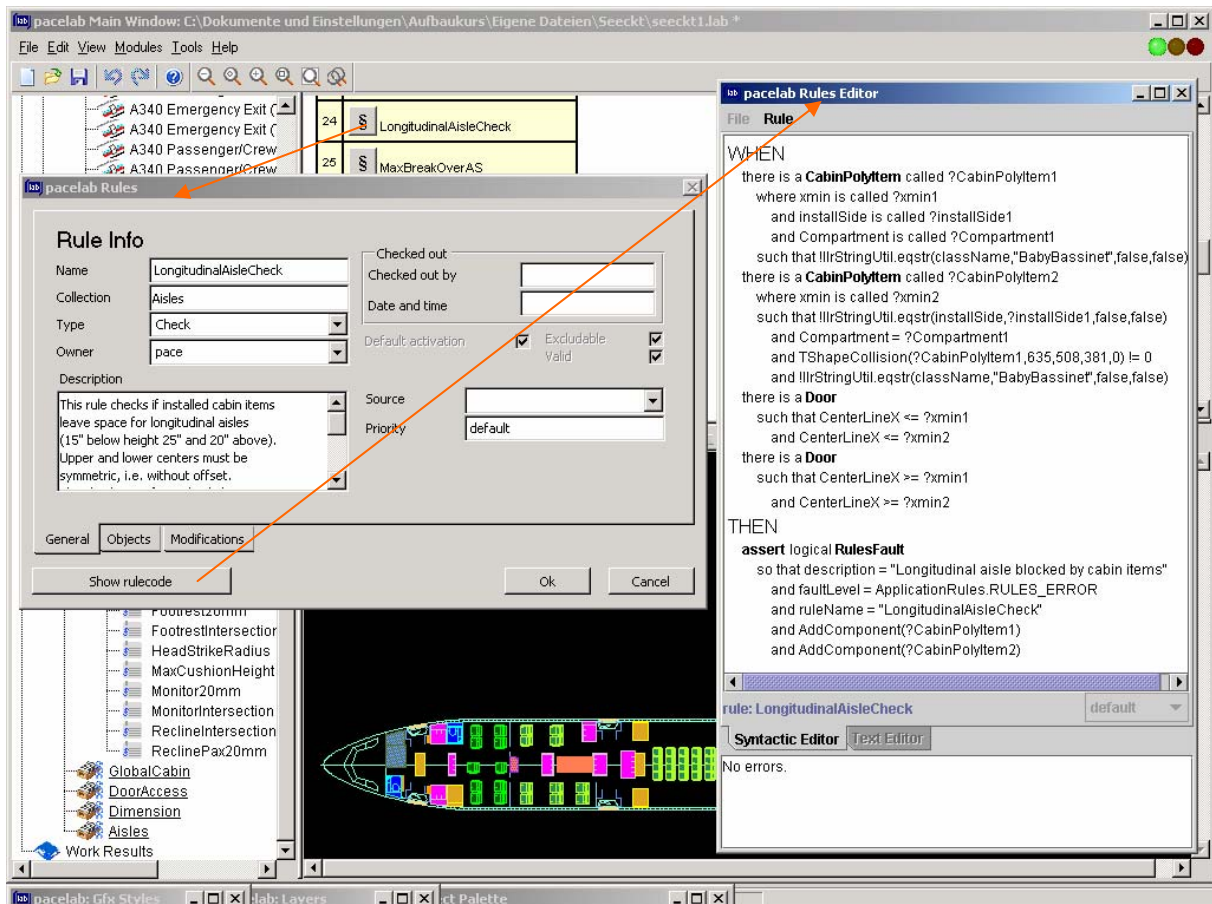 pacelab Main Window: C:\Dokumente und Einstellungen\Aufbaukurs\Eigene Dateien\Seeckt\seeckt1.lab *
File Edit View Modules Tools Help
A340 Emergency Exit (
A340 Emergency Exit (
A340 Passenger/Crew
A340 Passenger/Crew
24 § LongitudinalAisleCheck
25 § MaxBreakOverAS
pacelab Rules
Rule Info
Name LongitudinalAisleCheck
Collection Aisles
Type Check
Owner pace
Description
This rule checks if installed cabin items
leave space for longitudinal aisles
(15" below height 25" and 20" above).
Upper and lower centers must be
symmetric, i.e. without offset.
Checked out
Checked out by
Date and time
Default activation Excludable
Valid
Source
Priority default
General Objects Modifications
Show rulecode Ok Cancel
Footrest20mm
FootrestIntersection
HeadStrikeRadius
MaxCushionHeight
Monitor20mm
MonitorIntersection
ReclineIntersection
ReclinePax20mm
GlobalCabin
DoorAccess
Dimension
Aisles
Work Results
pacelab Rules Editor
File Rule
WHEN
there is a CabinPolyItem called ?CabinPolyItem1
where xmin is called ?xmin1
and installSide is called ?installSide1
and Compartment is called ?Compartment1
such that !IlrStringUtil.eqstr(className,"BabyBassinet",false,false)
there is a CabinPolyItem called ?CabinPolyItem2
where xmin is called ?xmin2
such that !IlrStringUtil.eqstr(installSide,?installSide1,false,false)
and Compartment = ?Compartment1
and TShapeCollision(?CabinPolyItem1,635,508,381,0) != 0
and !IlrStringUtil.eqstr(className,"BabyBassinet",false,false)
there is a Door
such that CenterLineX <= ?xmin1
and CenterLineX <= ?xmin2
there is a Door
such that CenterLineX >= ?xmin1
and CenterLineX >= ?xmin2
THEN
assert logical RulesFault
so that description = "Longitudinal aisle blocked by cabin items"
and faultLevel = ApplicationRules.RULES_ERROR
and ruleName = "LongitudinalAisleCheck"
and AddComponent(?CabinPolyItem1)
and AddComponent(?CabinPolyItem2)
rule: LongitudinalAisleCheck default
Syntactic Editor Text Editor
No errors.
pacelab: Gfx Styles
lab: Layers
ct Palette